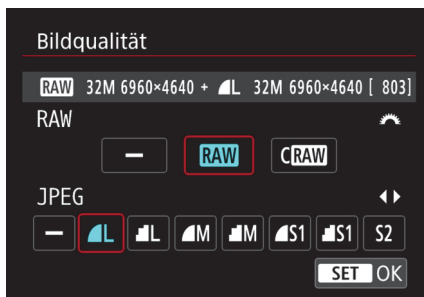 Bildqualität
RAW 32M 6960×4640 + L 32M 6960×4640 [ 803]
RAW
— RAW CRAW
JPEG
— L L M M S1 S1 S2
SET OK